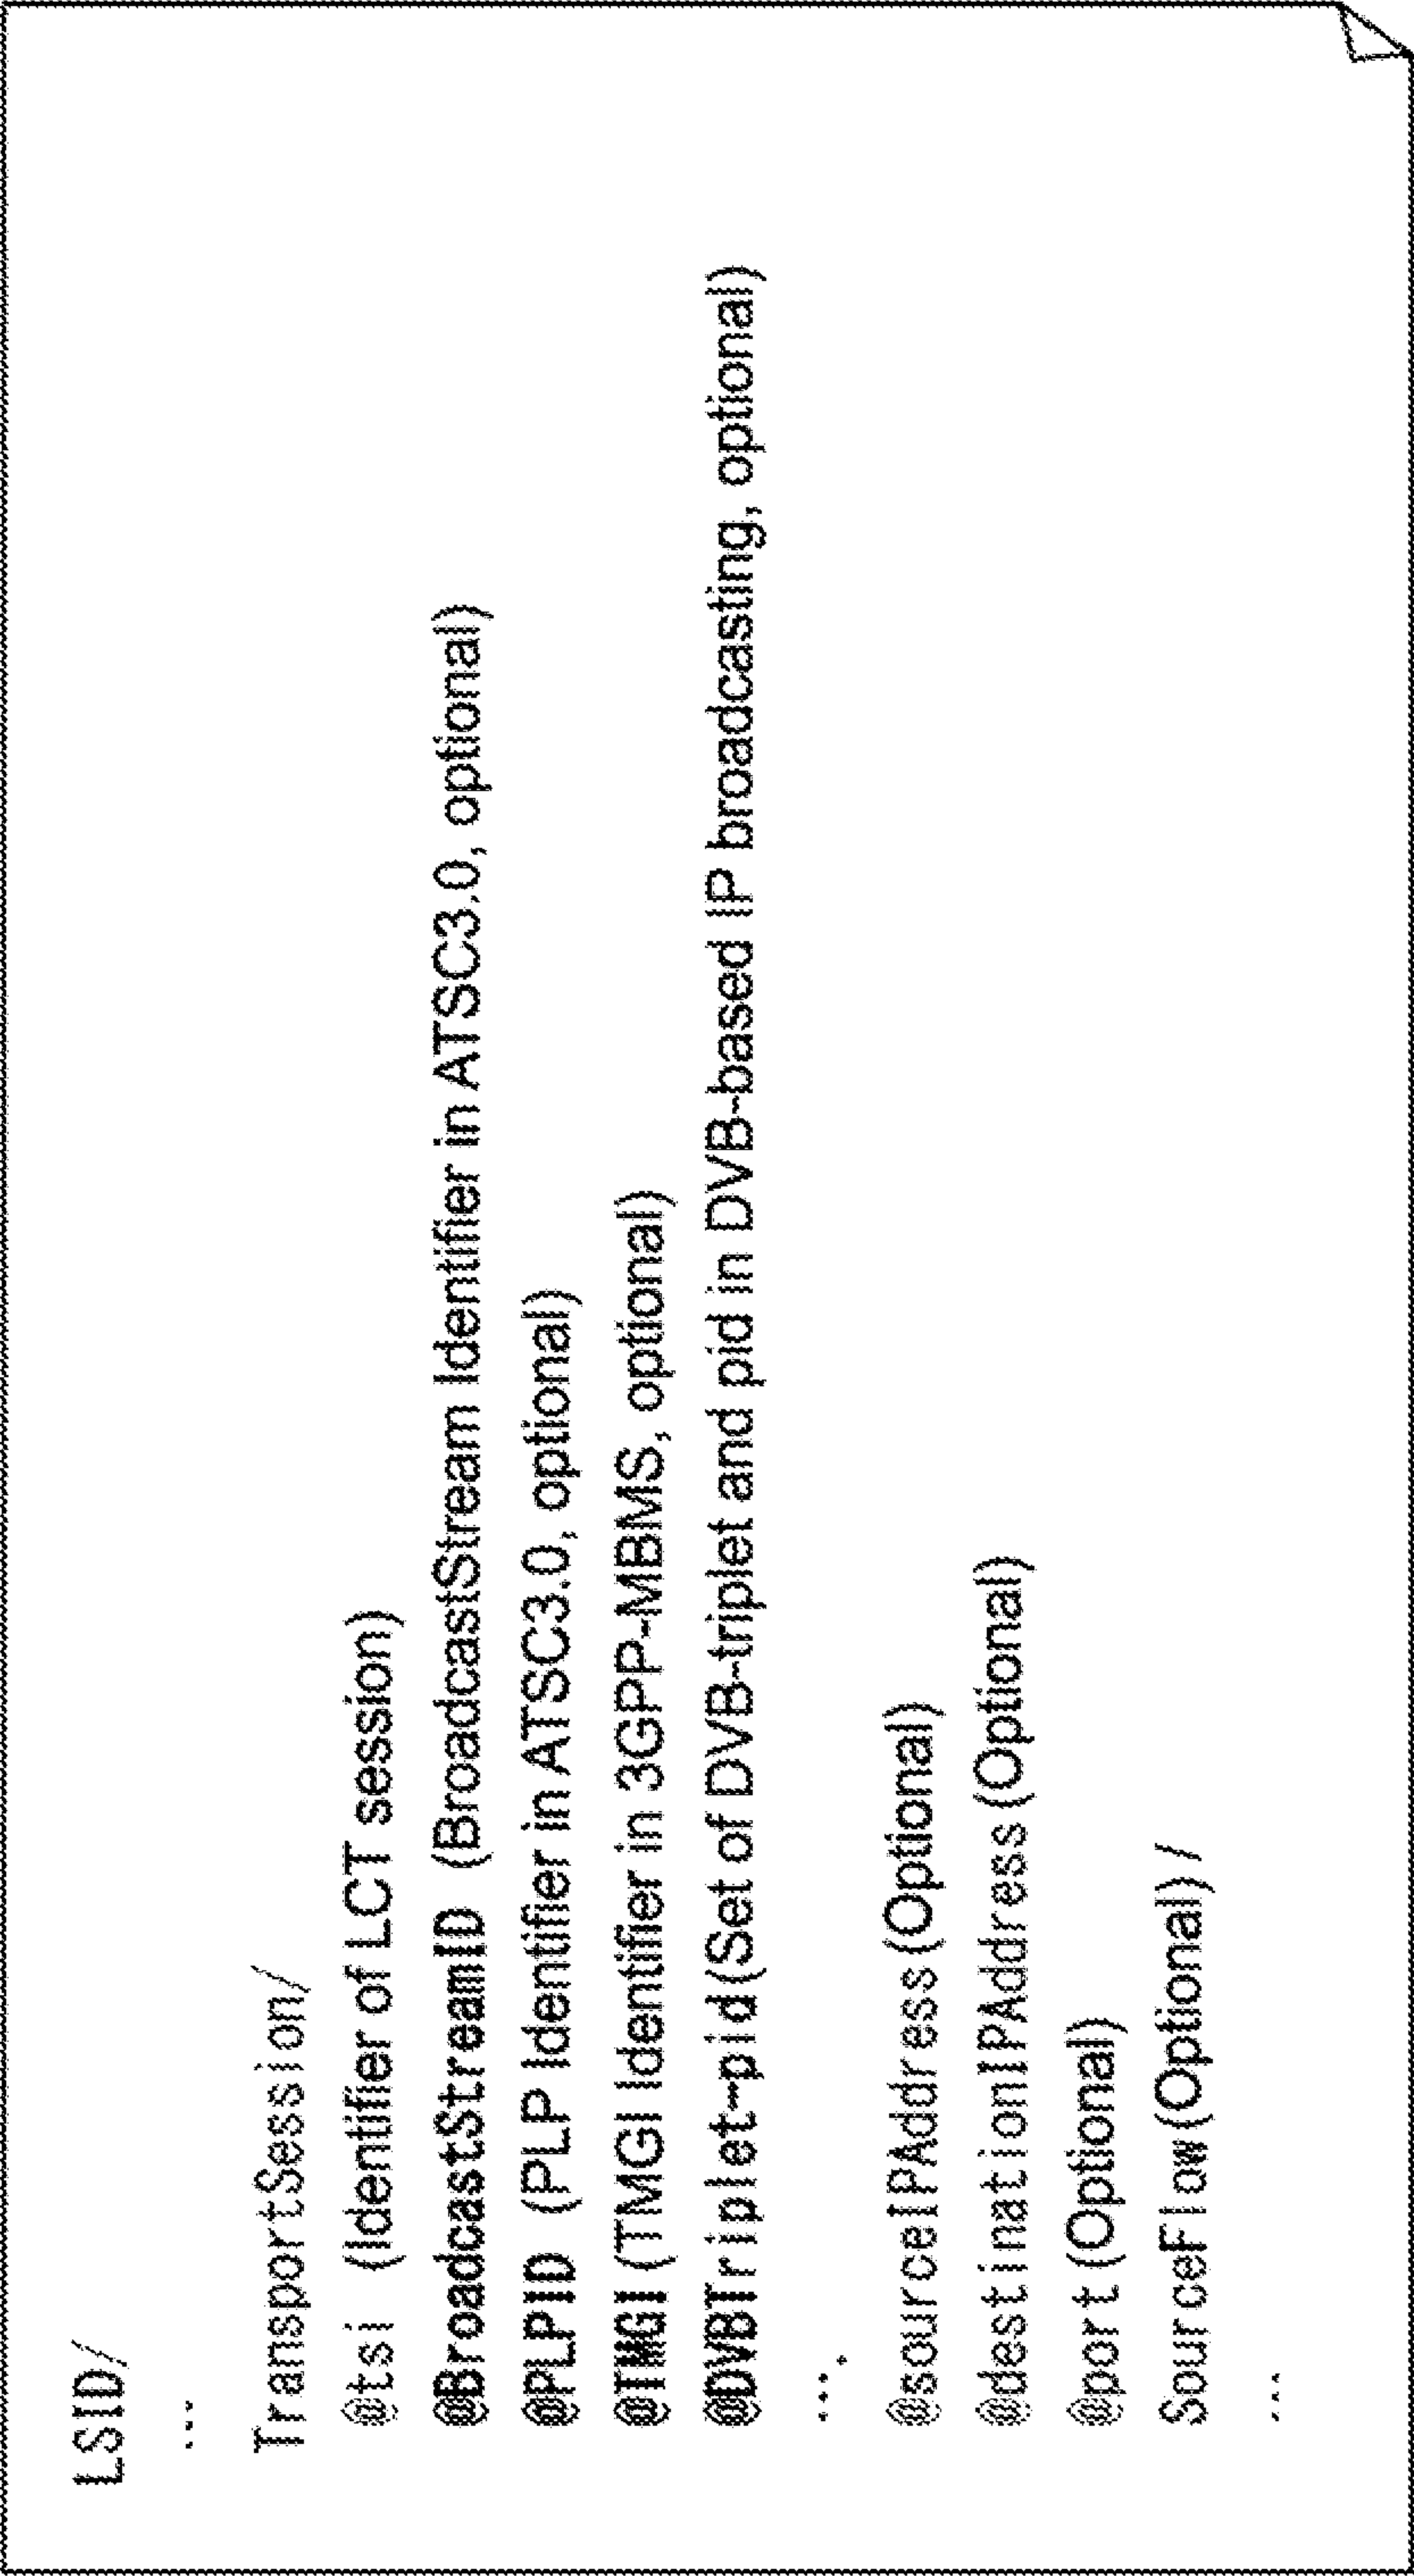 LSID/
...
TransportSession/
@tsi (Identifier of LCT session)
@BroadcastStreamID (BroadcastStream Identifier in ATSC3.0, optional)
@PLPID (PLP Identifier in ATSC3.0, optional)
@TMGI (TMGI Identifier in 3GPP-MBMS, optional)
@DVBTriplet-pid (Set of DVB-triplet and pid in DVB-based IP broadcasting, optional)
....
@sourceIPAddress (Optional)
@destinationIPAddress (Optional)
@port (Optional)
SourceFlow (Optional) /
...